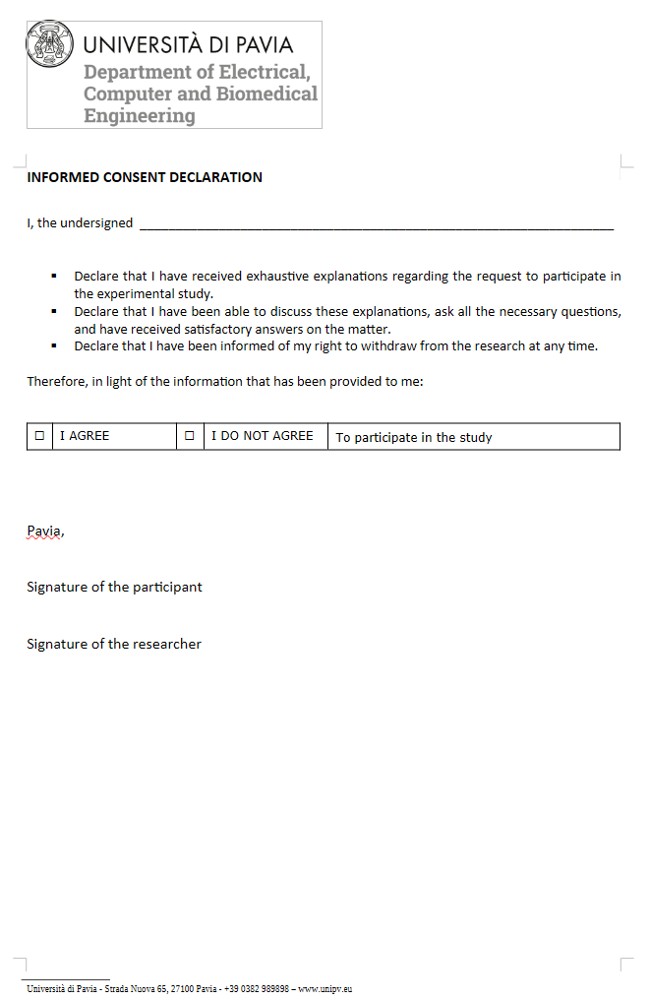 UNIVERSITÀ DI PAVIA
Department of Electrical,
Computer and Biomedical
Engineering
INFORMED CONSENT DECLARATION
I, the undersigned ______________________________________________________________________
▪ Declare that I have received exhaustive explanations regarding the request to participate in
the experimental study.
▪ Declare that I have been able to discuss these explanations, ask all the necessary questions,
and have received satisfactory answers on the matter.
▪ Declare that I have been informed of my right to withdraw from the research at any time.
Therefore, in light of the information that has been provided to me:
☐ I AGREE ☐ I DO NOT AGREE To participate in the study
Pavia,
Signature of the participant
Signature of the researcher
Università di Pavia - Strada Nuova 65, 27100 Pavia - +39 0382 989898 – www.unipv.eu